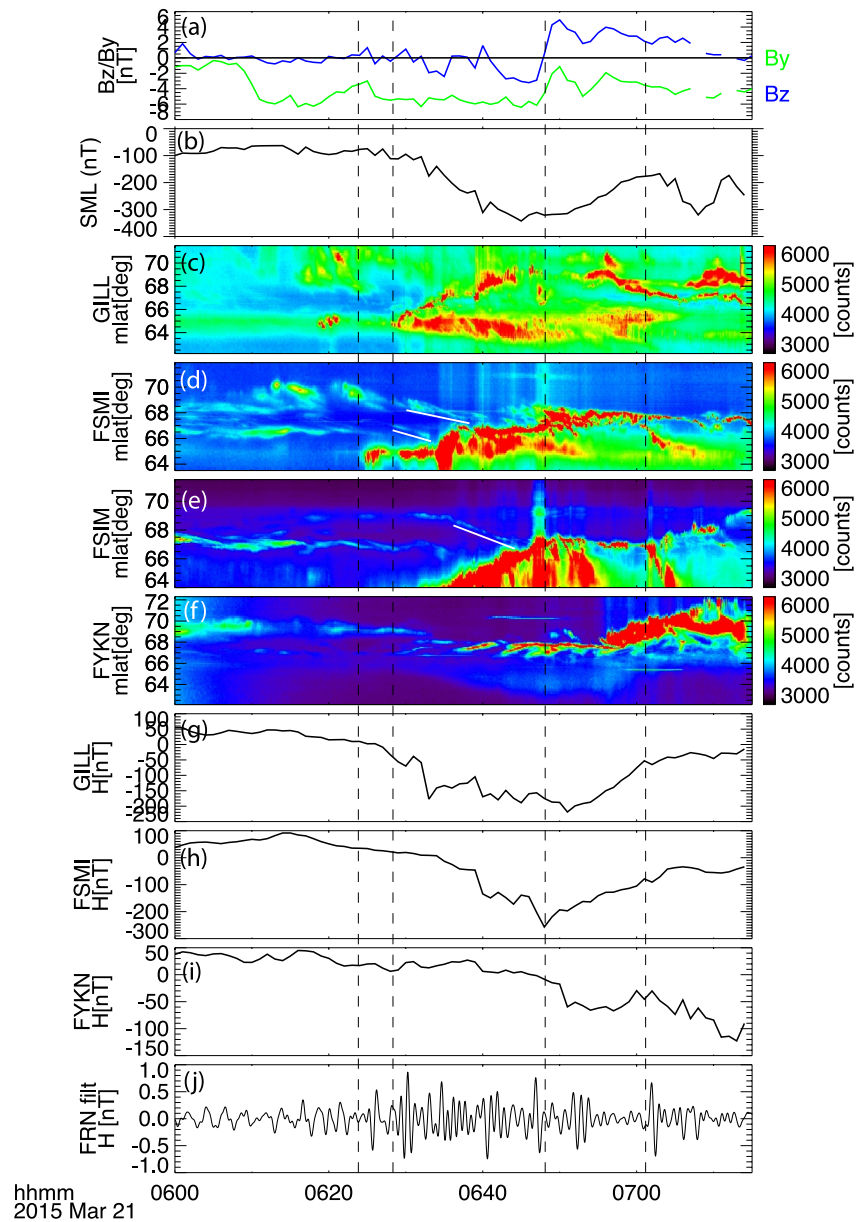 (a)
Bz/By
[nT]
6
4
2
0
-2
-4
-6
By
Bz
(b)
SML (nT)
0
-100
-200
-300
-400
(c)
GILL
mlat[deg]
70
68
66
64
6000
5000
4000
3000
[counts]
(d)
FSMI
mlat[deg]
70
68
66
64
6000
5000
4000
3000
[counts]
(e)
FSIM
mlat[deg]
70
68
66
64
6000
5000
4000
3000
[counts]
(f)
FYKN
mlat[deg]
72
70
68
66
64
62
6000
5000
4000
3000
[counts]
(g)
GILL
H[nT]
100
50
0
-50
-100
-150
-200
-250
(h)
FSMI
H[nT]
100
0
-100
-200
-300
(i)
FYKN
H[nT]
50
0
-50
-100
-150
(j)
FRN filt
H [nT]
1.0
0.5
0.0
-0.5
-1.0
hhmm
2015 Mar 21
0600
0620
0640
0700